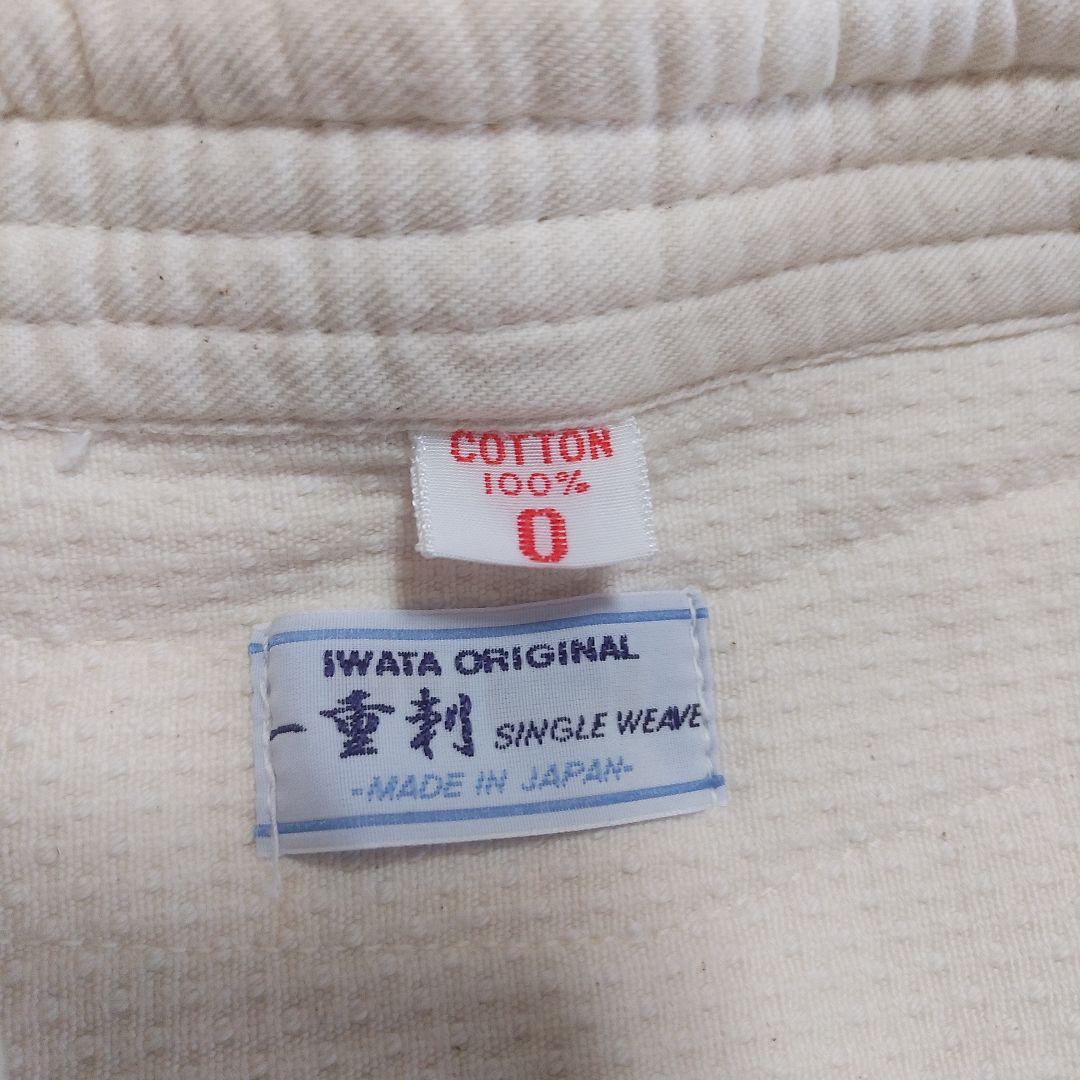 COTTON
100%
0
IWATA ORIGINAL
一重刺 SINGLE WEAVE
-MADE IN JAPAN-